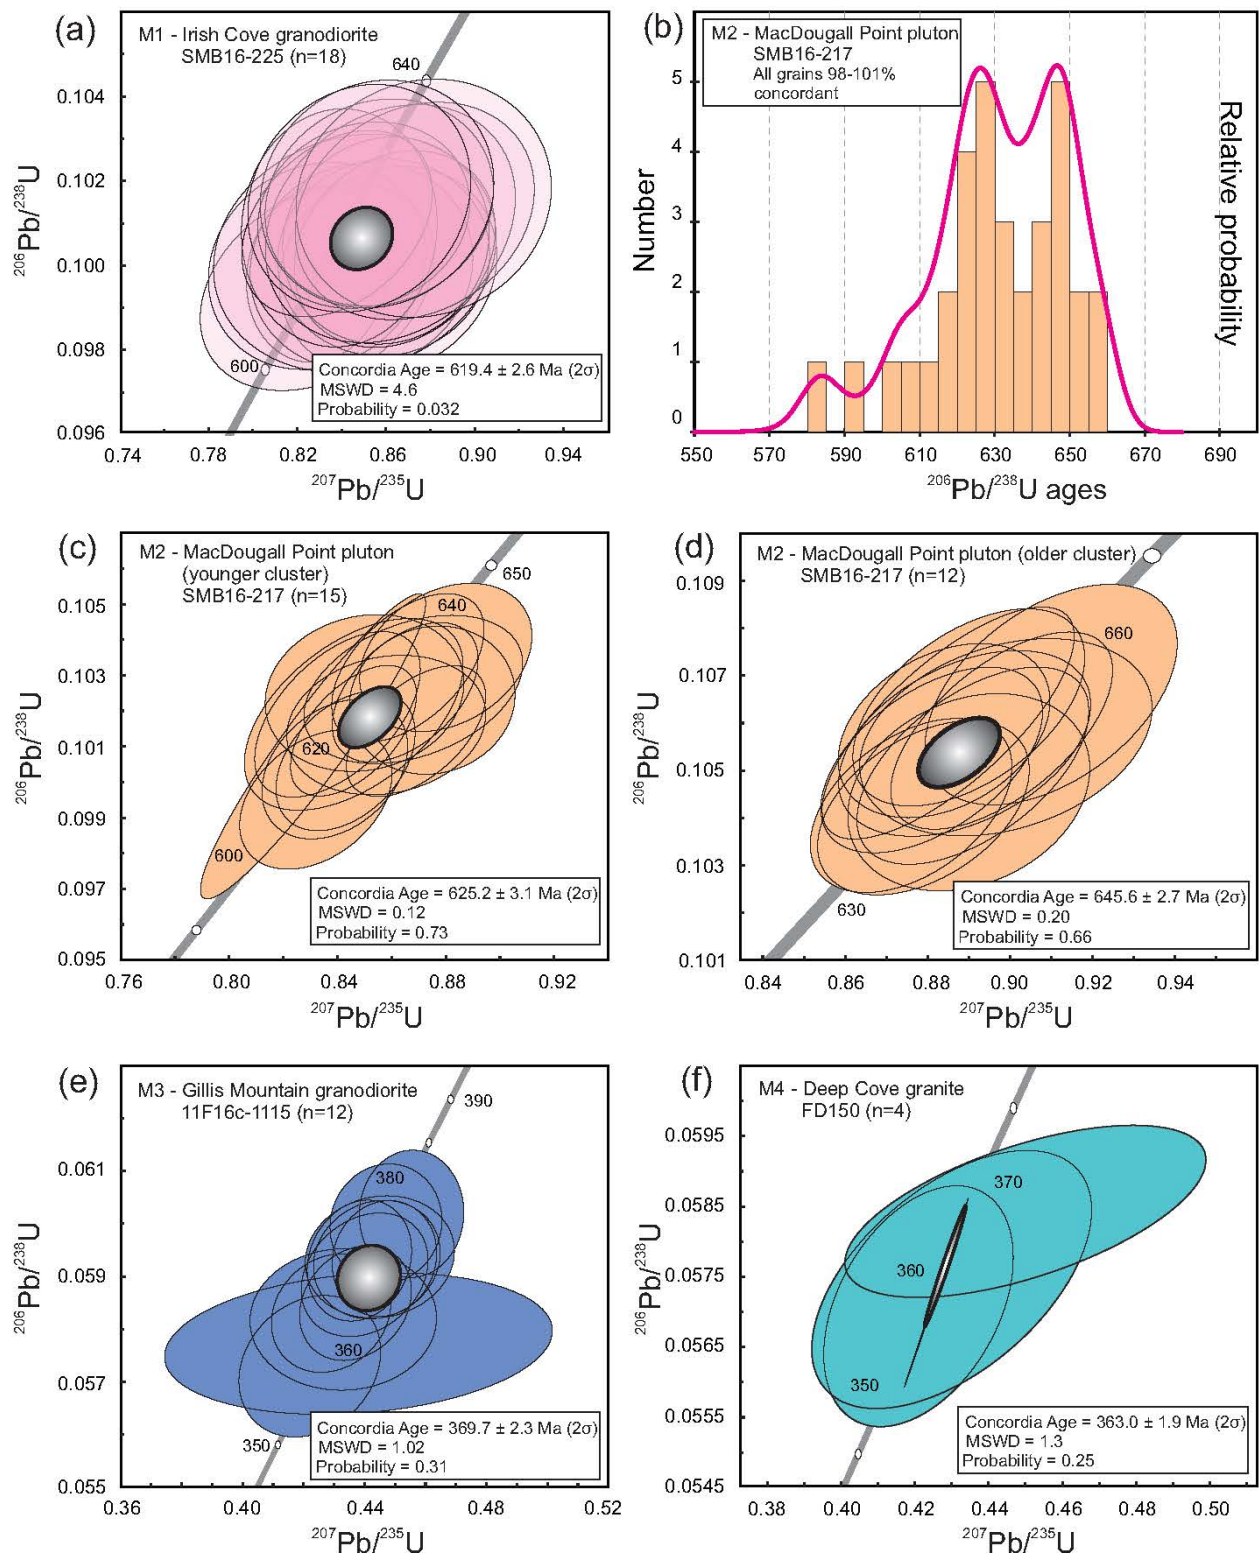 (a)
M1 - Irish Cove granodiorite
SMB16-225 (n=18)
640
600
Concordia Age = 619.4 ± 2.6 Ma (2σ)
MSWD = 4.6
Probability = 0.032
0.104
0.102
0.100
0.098
0.096
²⁰⁶Pb/²³⁸U
0.74
0.78
0.82
0.86
0.90
0.94
²⁰⁷Pb/²³⁵U
(b)
M2 - MacDougall Point pluton
SMB16-217
All grains 98-101%
concordant
5
4
3
2
1
0
Number
Relative probability
550
570
590
610
630
650
670
690
²⁰⁶Pb/²³⁸U ages
(c)
M2 - MacDougall Point pluton
(younger cluster)
SMB16-217 (n=15)
650
640
620
600
Concordia Age = 625.2 ± 3.1 Ma (2σ)
MSWD = 0.12
Probability = 0.73
0.105
0.103
0.101
0.099
0.097
0.095
²⁰⁶Pb/²³⁸U
0.76
0.80
0.84
0.88
0.92
²⁰⁷Pb/²³⁵U
(d)
M2 - MacDougall Point pluton (older cluster)
SMB16-217 (n=12)
660
630
Concordia Age = 645.6 ± 2.7 Ma (2σ)
MSWD = 0.20
Probability = 0.66
0.109
0.107
0.105
0.103
0.101
²⁰⁶Pb/²³⁸U
0.84
0.86
0.88
0.90
0.92
0.94
²⁰⁷Pb/²³⁵U
(e)
M3 - Gillis Mountain granodiorite
11F16c-1115 (n=12)
390
380
360
350
Concordia Age = 369.7 ± 2.3 Ma (2σ)
MSWD = 1.02
Probability = 0.31
0.061
0.059
0.057
0.055
²⁰⁶Pb/²³⁸U
0.36
0.40
0.44
0.48
0.52
²⁰⁷Pb/²³⁵U
(f)
M4 - Deep Cove granite
FD150 (n=4)
370
360
350
Concordia Age = 363.0 ± 1.9 Ma (2σ)
MSWD = 1.3
Probability = 0.25
0.0595
0.0585
0.0575
0.0565
0.0555
0.0545
²⁰⁶Pb/²³⁸U
0.38
0.40
0.42
0.44
0.46
0.48
0.50
²⁰⁷Pb/²³⁵U